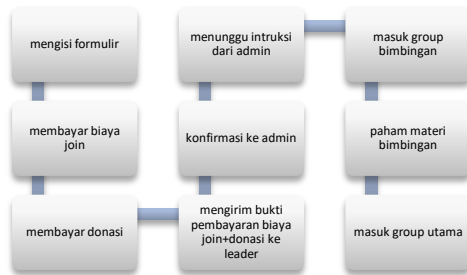 mengisi formulir
membayar biaya
join
membayar donasi
mengirim bukti
pembayaran biaya
join+donasi ke
leader
konfirmasi ke admin
menunggu intruksi
dari admin
masuk group
bimbingan
paham materi
bimbingan
masuk group utama